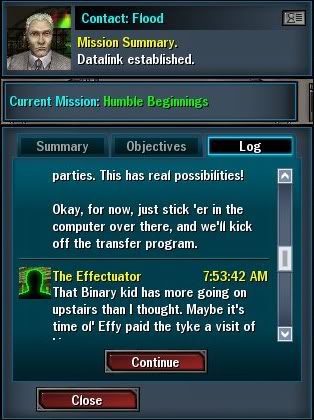 Contact: Flood
Mission Summary.
Datalink established.
Current Mission: Humble Beginnings
Summary
Objectives
Log
parties. This has real possibilities!
Okay, for now, just stick 'er in the
computer over there, and we'll kick
off the transfer program.
The Effectuator 7:53:42 AM
That Binary kid has more going on
upstairs than I thought. Maybe it's
time ol' Effy paid the tyke a visit of
Continue
Close